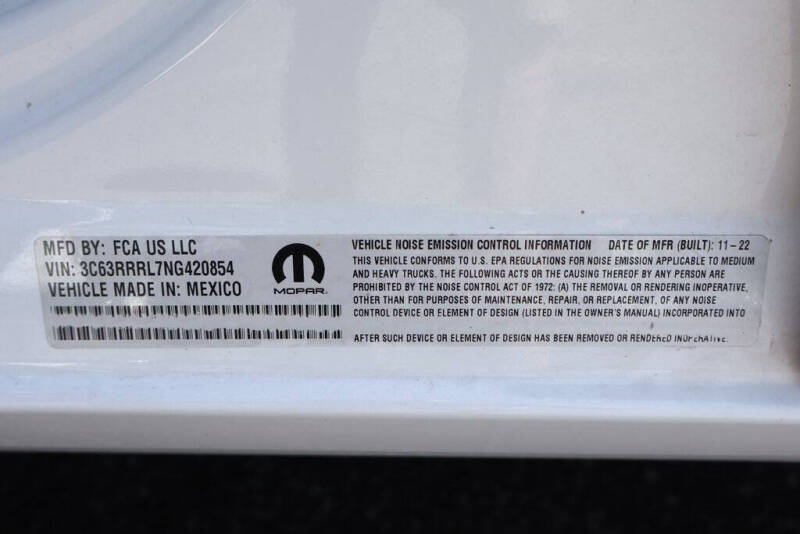 MFD BY: FCA US LLC
VIN: 3C63RRRL7NG420854
VEHICLE MADE IN: MEXICO
MOPAR
VEHICLE NOISE EMISSION CONTROL INFORMATION DATE OF MFR (BUILT): 11-22
THIS VEHICLE CONFORMS TO U.S. EPA REGULATIONS FOR NOISE EMISSION APPLICABLE TO MEDIUM
AND HEAVY TRUCKS. THE FOLLOWING ACTS OR THE CAUSING THEREOF BY ANY PERSON ARE
PROHIBITED BY THE NOISE CONTROL ACT OF 1972: (A) THE REMOVAL OR RENDERING INOPERATIVE,
OTHER THAN FOR PURPOSES OF MAINTENANCE, REPAIR, OR REPLACEMENT, OF ANY NOISE
CONTROL DEVICE OR ELEMENT OF DESIGN (LISTED IN THE OWNER'S MANUAL) INCORPORATED INTO
AFTER SUCH DEVICE OR ELEMENT OF DESIGN HAS BEEN REMOVED OR RENDERED INOPERATIVE.